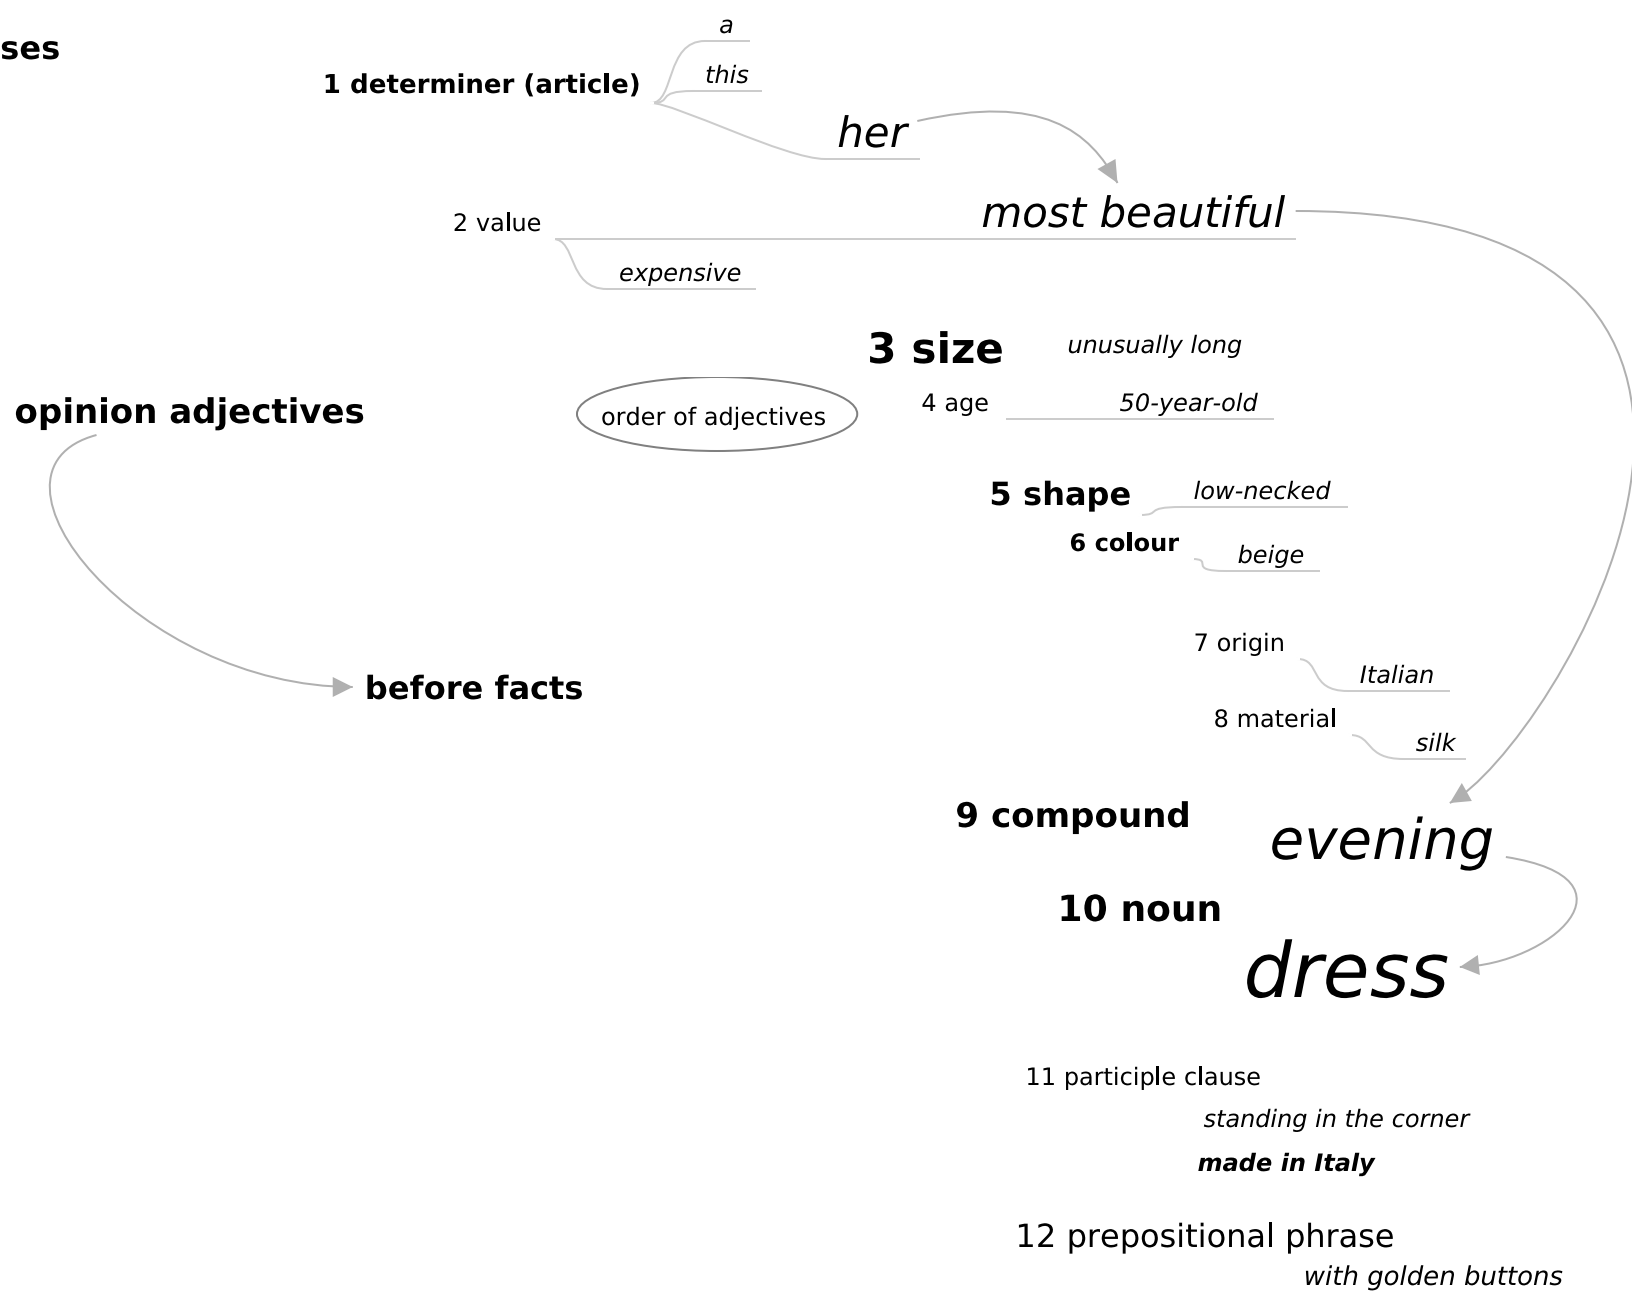 ses
a
1 determiner (article)
this
her
most beautiful
2 value
expensive
3 size
unusually long
4 age
50-year-old
opinion adjectives
order of adjectives
5 shape
low-necked
6 colour
beige
7 origin
Italian
before facts
8 material
silk
9 compound
evening
10 noun
dress
11 participle clause
standing in the corner
made in Italy
12 prepositional phrase
with golden buttons